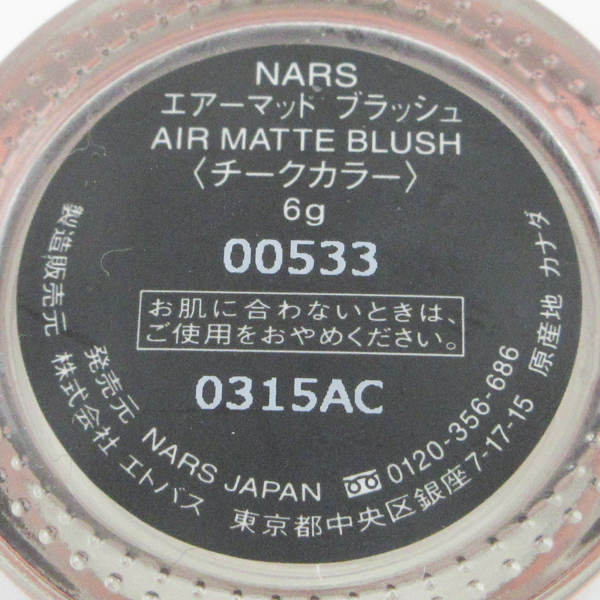 NARS
エアーマッド ブラッシュ
AIR MATTE BLUSH
〈チークカラー〉
6g
00533
お肌に合わないときは、
ご使用をおやめください。
0315AC
発売元 NARS JAPAN 0120-356-686
製造販売元 株式会社 エトバス 東京都中央区銀座7-17-15 原産地 カナダ